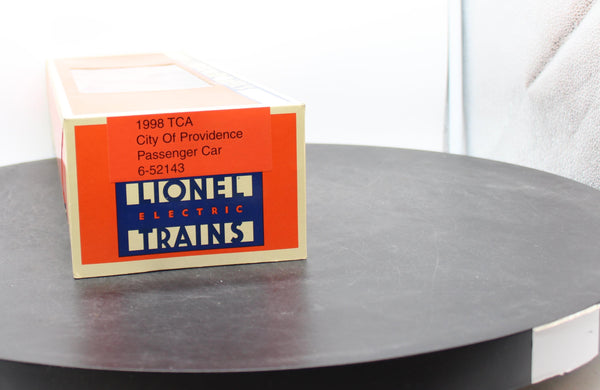 1998 TCA
City Of Providence
Passenger Car
6-52143
LIONEL
ELECTRIC
TRAINS